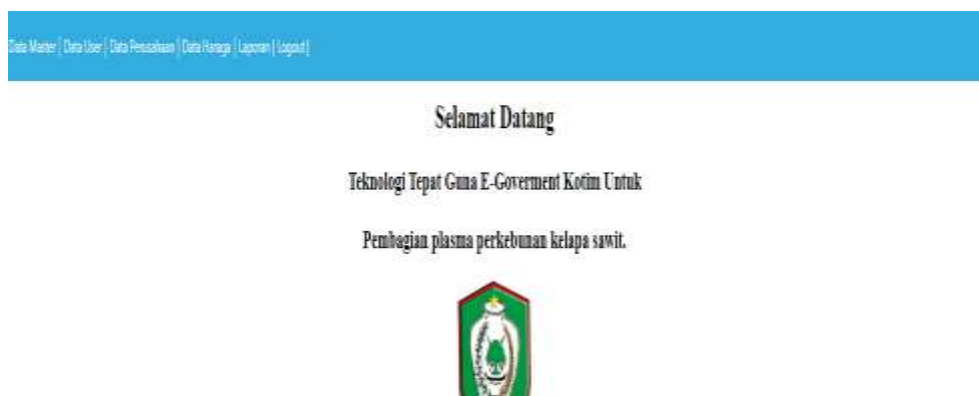 Data Master | Data User | Data Perusahaan | Data Haraga | Laporan | Logout |
Selamat Datang
Teknologi Tepat Guna E-Goverment Kotim Untuk
Pembagian plasma perkebunan kelapa sawit.